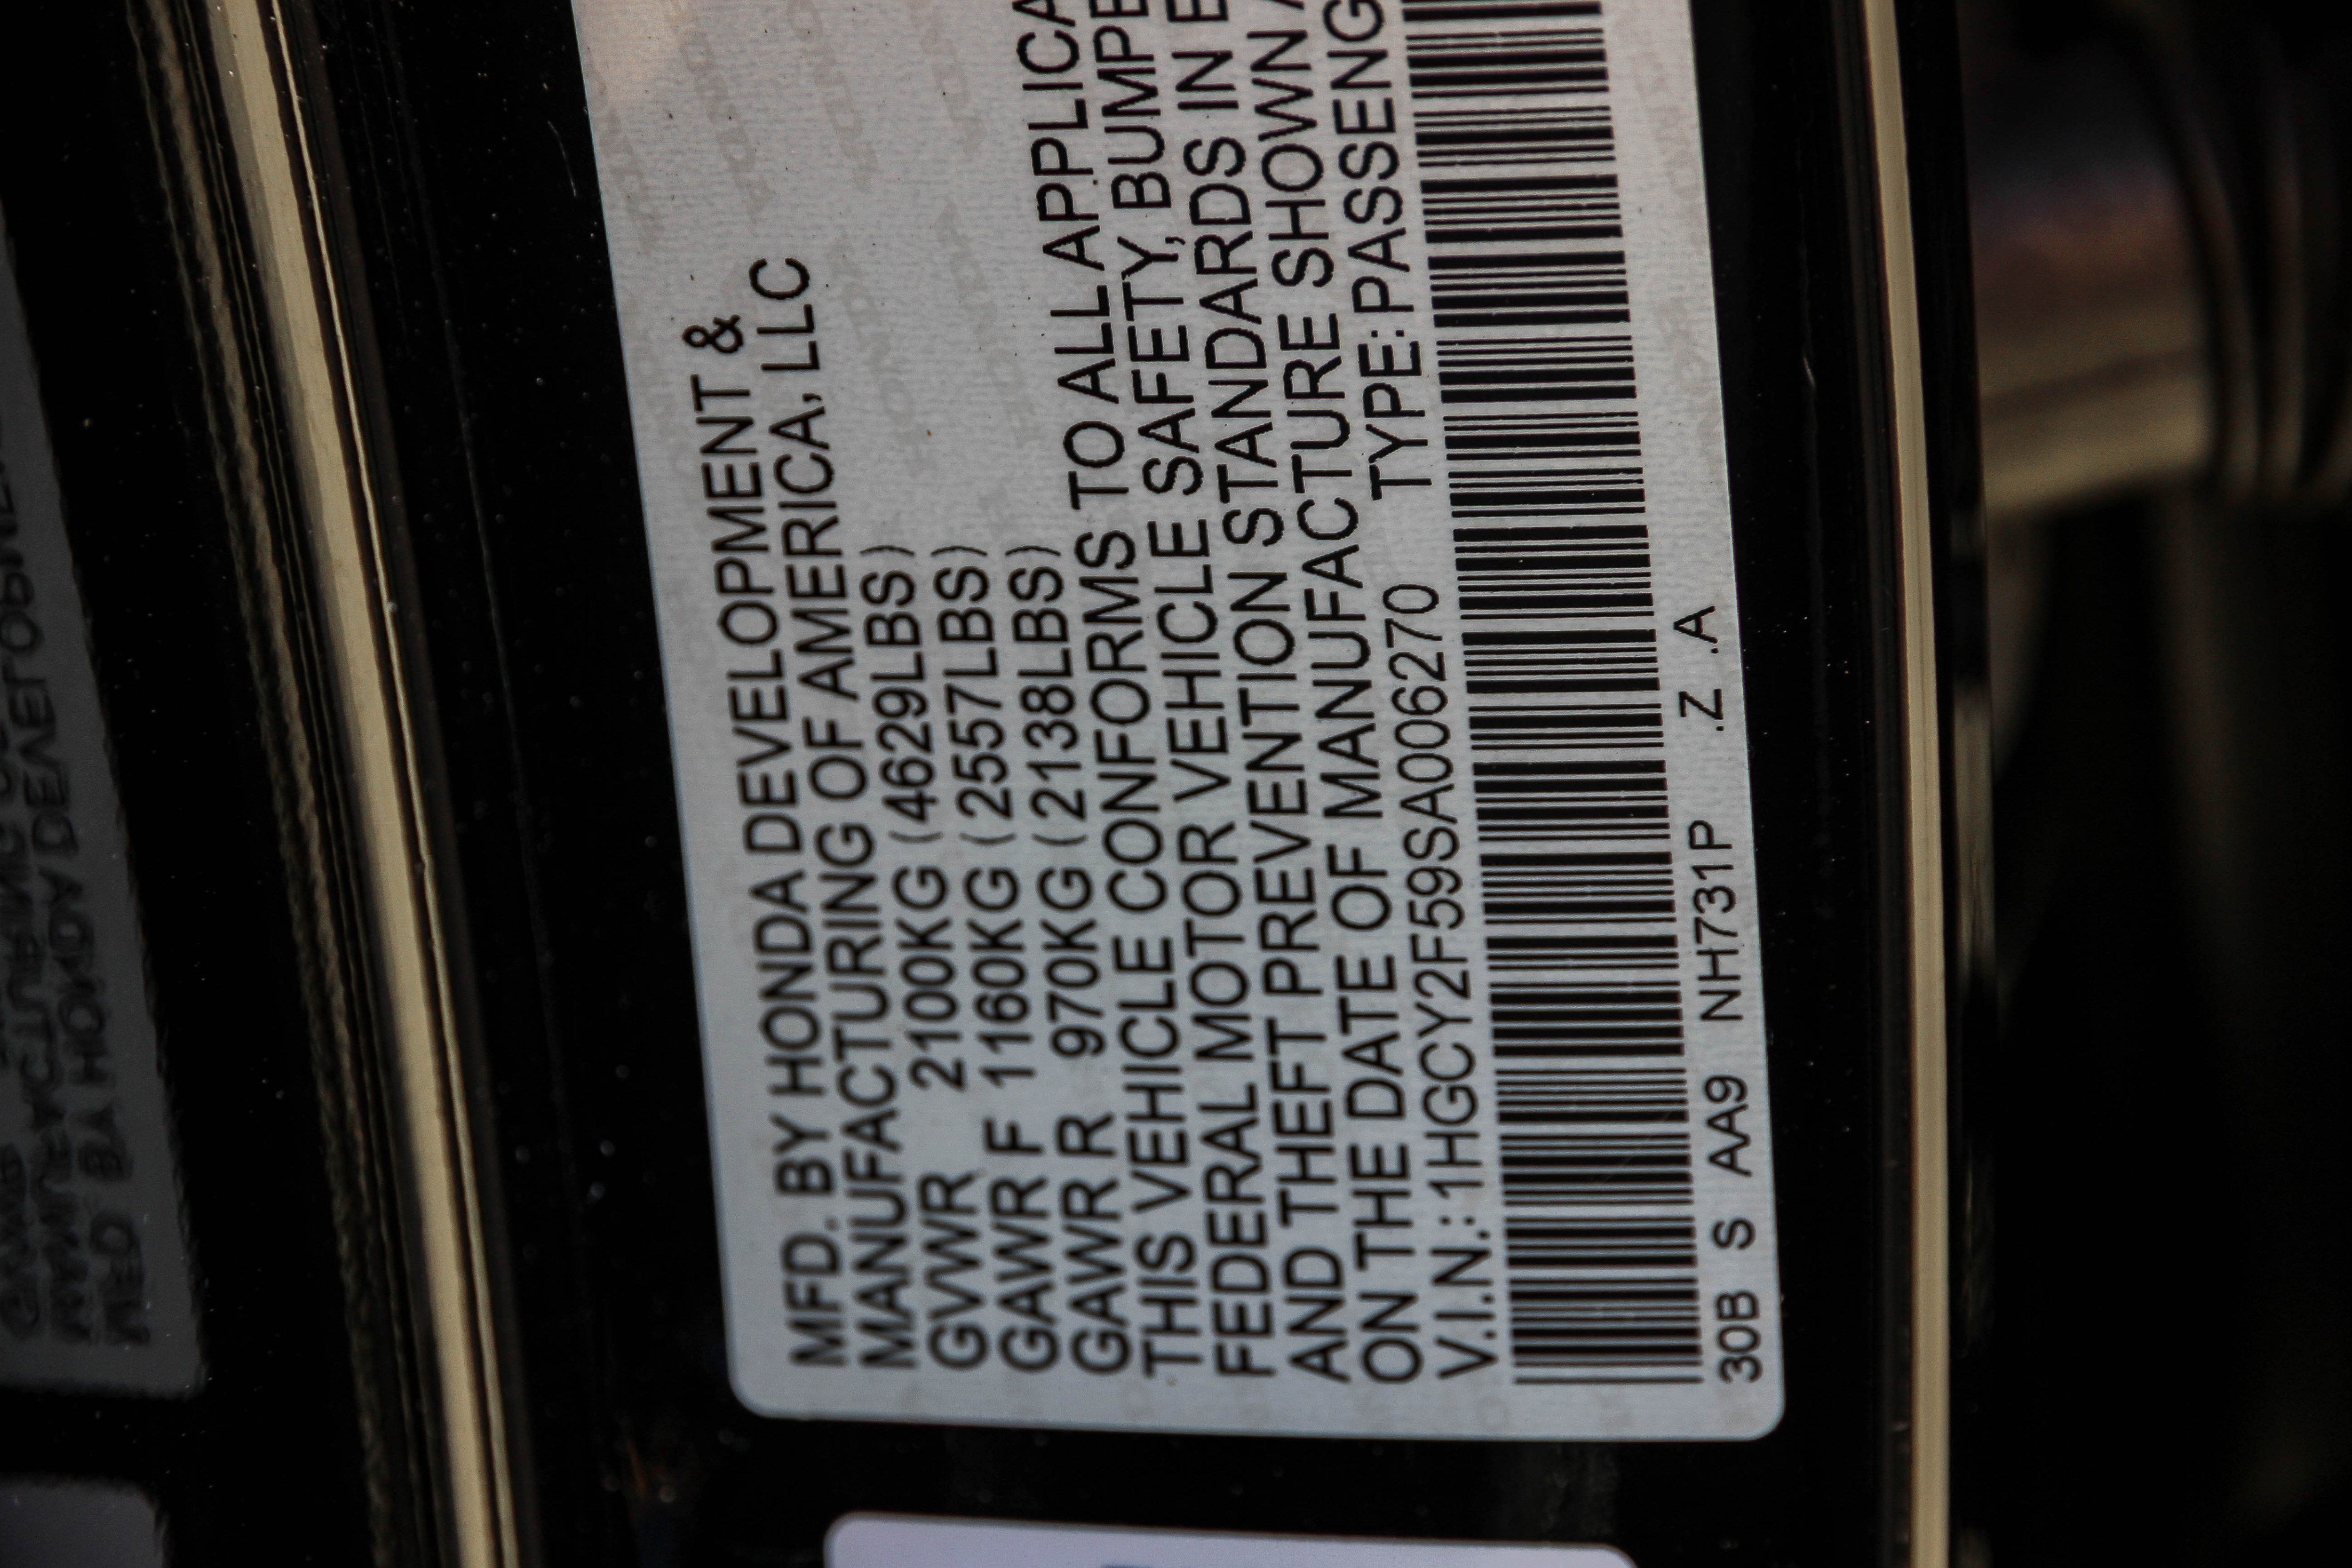 MFD. BY HONDA DEVELOPMENT &
MANUFACTURING OF AMERICA, LLC
GVWR 2100KG (4629LBS)
GAWR F 1160KG (2557LBS)
GAWR R 970KG (2138LBS)
THIS VEHICLE CONFORMS TO ALL APPLICA
FEDERAL MOTOR VEHICLE SAFETY, BUMPE
AND THEFT PREVENTION STANDARDS IN E
ON THE DATE OF MANUFACTURE SHOWN A
V.I.N.:1HGCY2F59SA006270 TYPE:PASSENG
30B S AA9 NH731P .Z .A